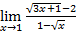 lim x→1 (√(3x+1)−2)/(1−√x)